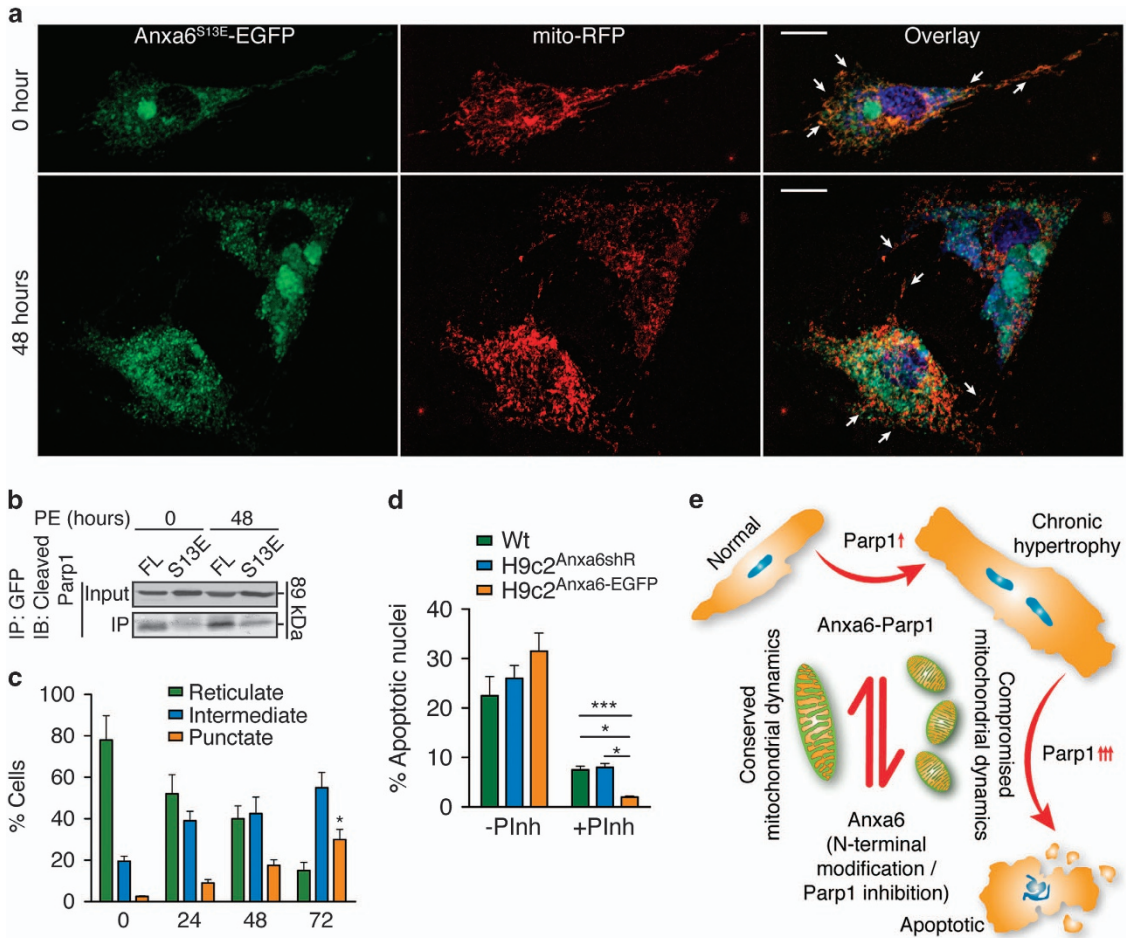 a
Anxa6S13E-EGFP
mito-RFP
Overlay
0 hour
48 hours
b
PE (hours)
0
48
FL
S13E
FL
S13E
IP: GFP
IB: Cleaved
Parp1
Input
IP
89 kDa
c
% Cells
100
80
60
40
20
0
Reticulate
Intermediate
Punctate
*
0
24
48
72
d
Wt
H9c2Anxa6shR
H9c2Anxa6-EGFP
% Apoptotic nuclei
40
30
20
10
0
***
*
*
-PInh
+PInh
e
Normal
Parp1↑
Chronic
hypertrophy
Anxa6-Parp1
Conserved
mitochondrial dynamics
Compromised
mitochondrial dynamics
Parp1↑↑↑
Anxa6
(N-terminal
modification /
Parp1 inhibition)
Apoptotic